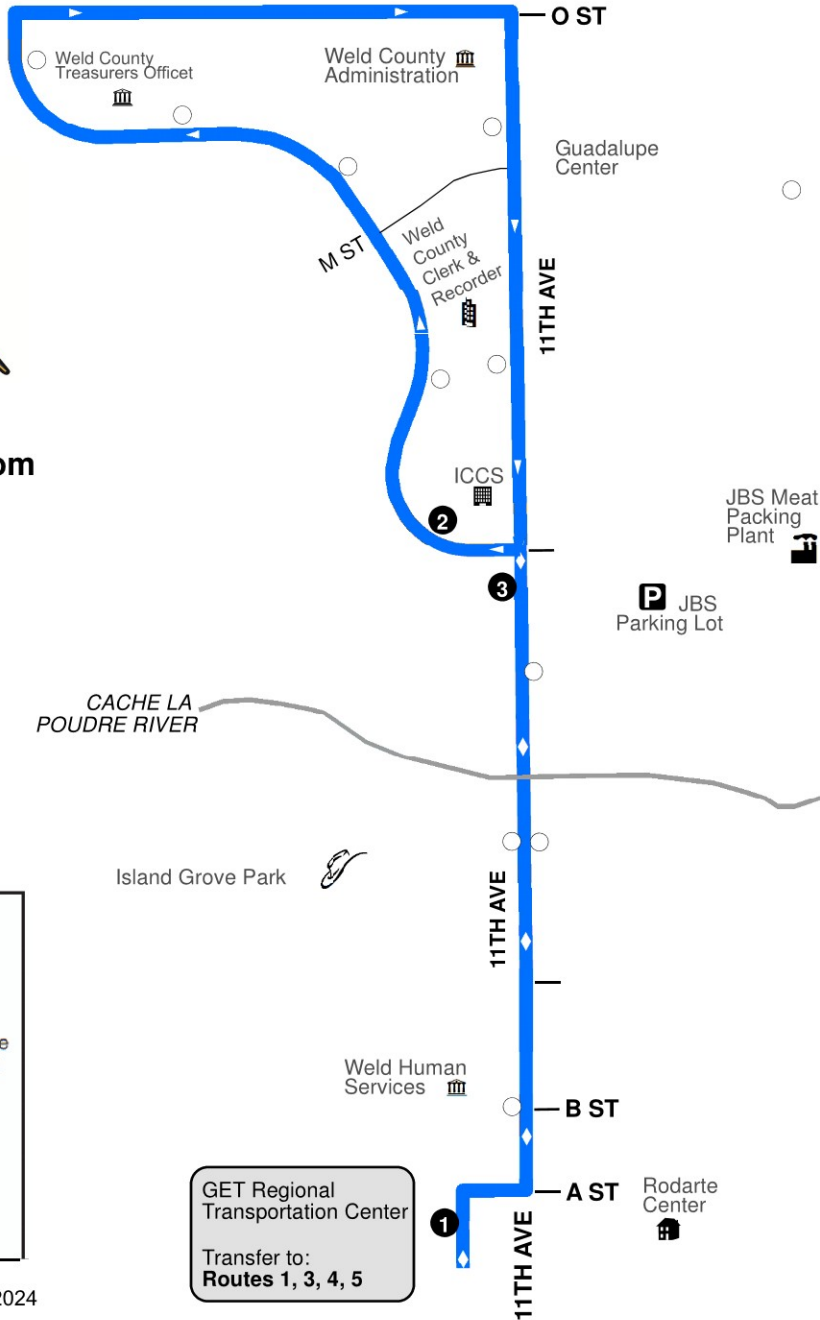 O ST
Weld County
Treasurers Officet
Weld County
Administration
Guadalupe
Center
M ST
Weld
County
Clerk &
Recorder
11TH AVE
om
ICCS
2
JBS Meat
Packing
Plant
3
P JBS
Parking Lot
CACHE LA
POUDRE RIVER
Island Grove Park
11TH AVE
e
Weld Human
Services
B ST
GET Regional
Transportation Center
Transfer to:
Routes 1, 3, 4, 5
1
A ST
Rodarte
Center
11TH AVE
2024